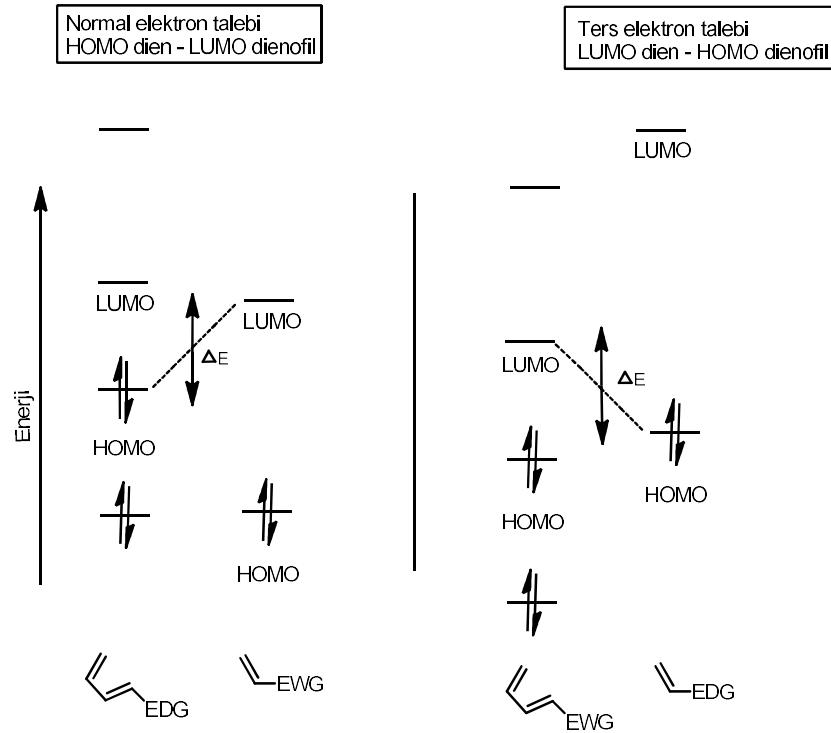 Normal elektron talebi
HOMO dien - LUMO dienofil
Ters elektron talebi
LUMO dien - HOMO dienofil
Enerji
LUMO
LUMO
ΔE
HOMO
HOMO
EDG
EWG
LUMO
LUMO
ΔE
HOMO
HOMO
EWG
EDG